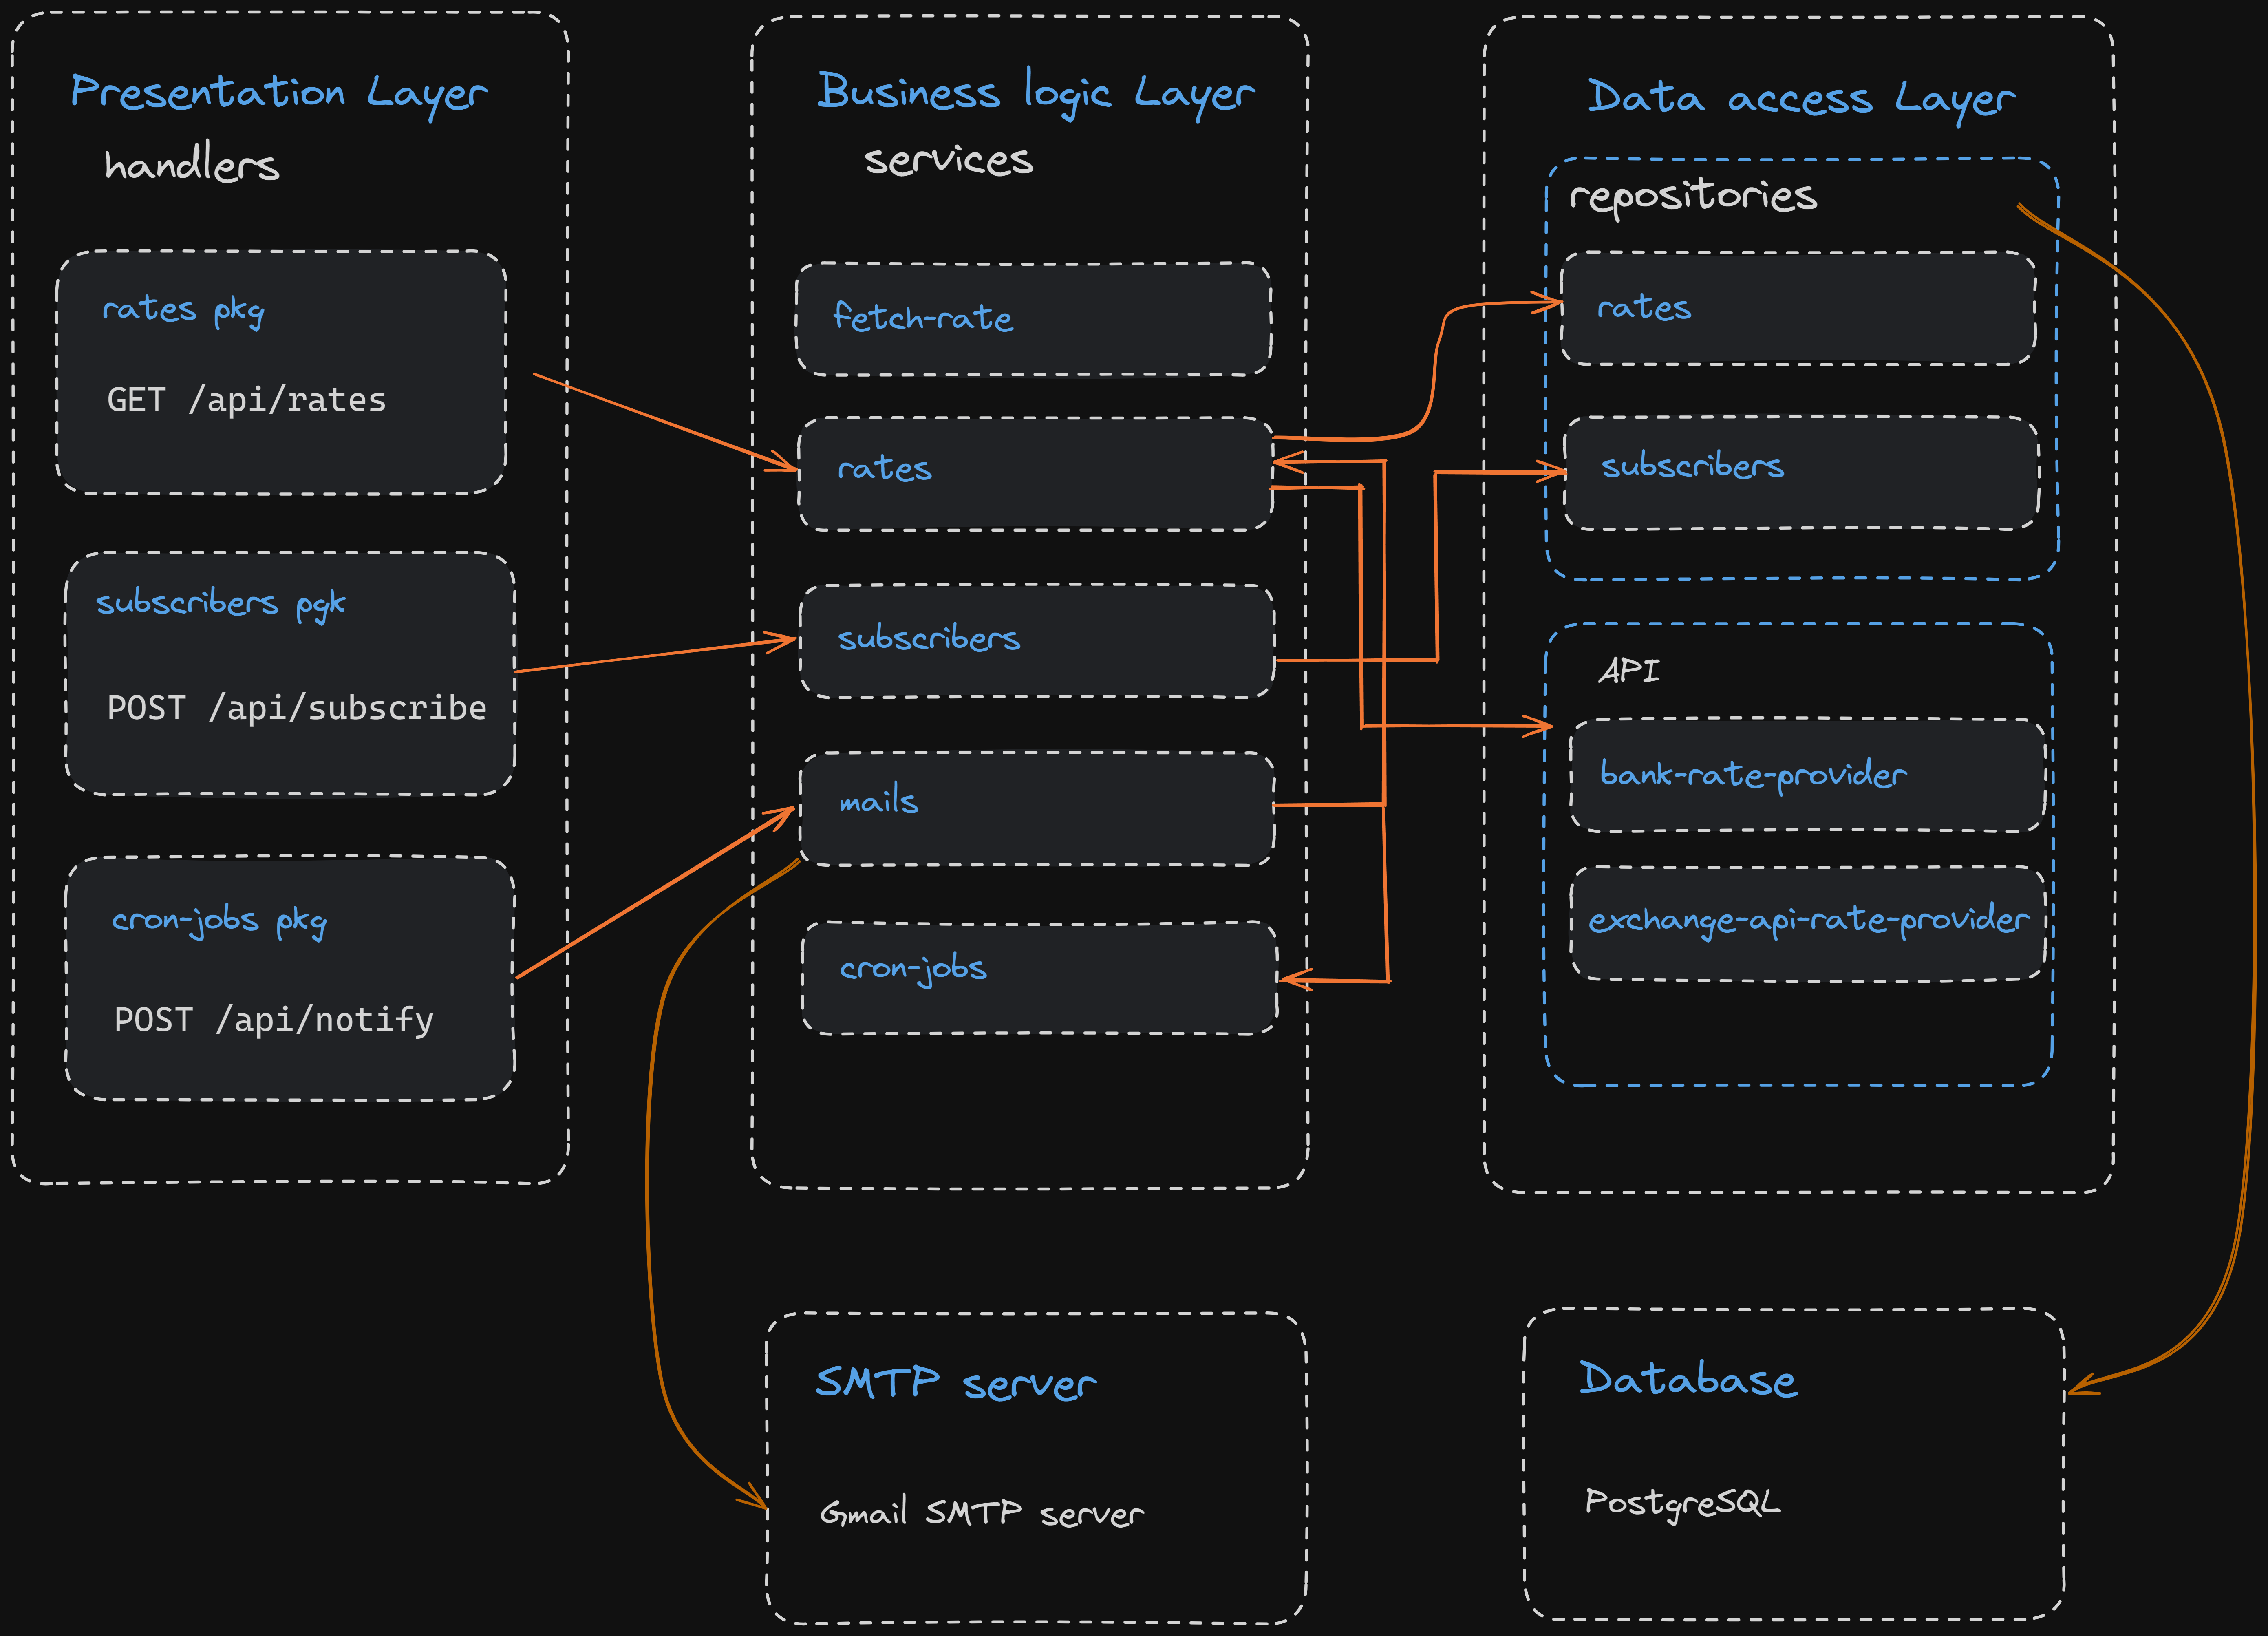 Presentation Layer
handlers
rates pkg
GET /api/rates
subscribers pgk
POST /api/subscribe
cron-jobs pkg
POST /api/notify
Business logic Layer
services
fetch-rate
rates
subscribers
mails
cron-jobs
Data access Layer
repositories
rates
subscribers
API
bank-rate-provider
exchange-api-rate-provider
SMTP server
Gmail SMTP server
Database
PostgreSQL